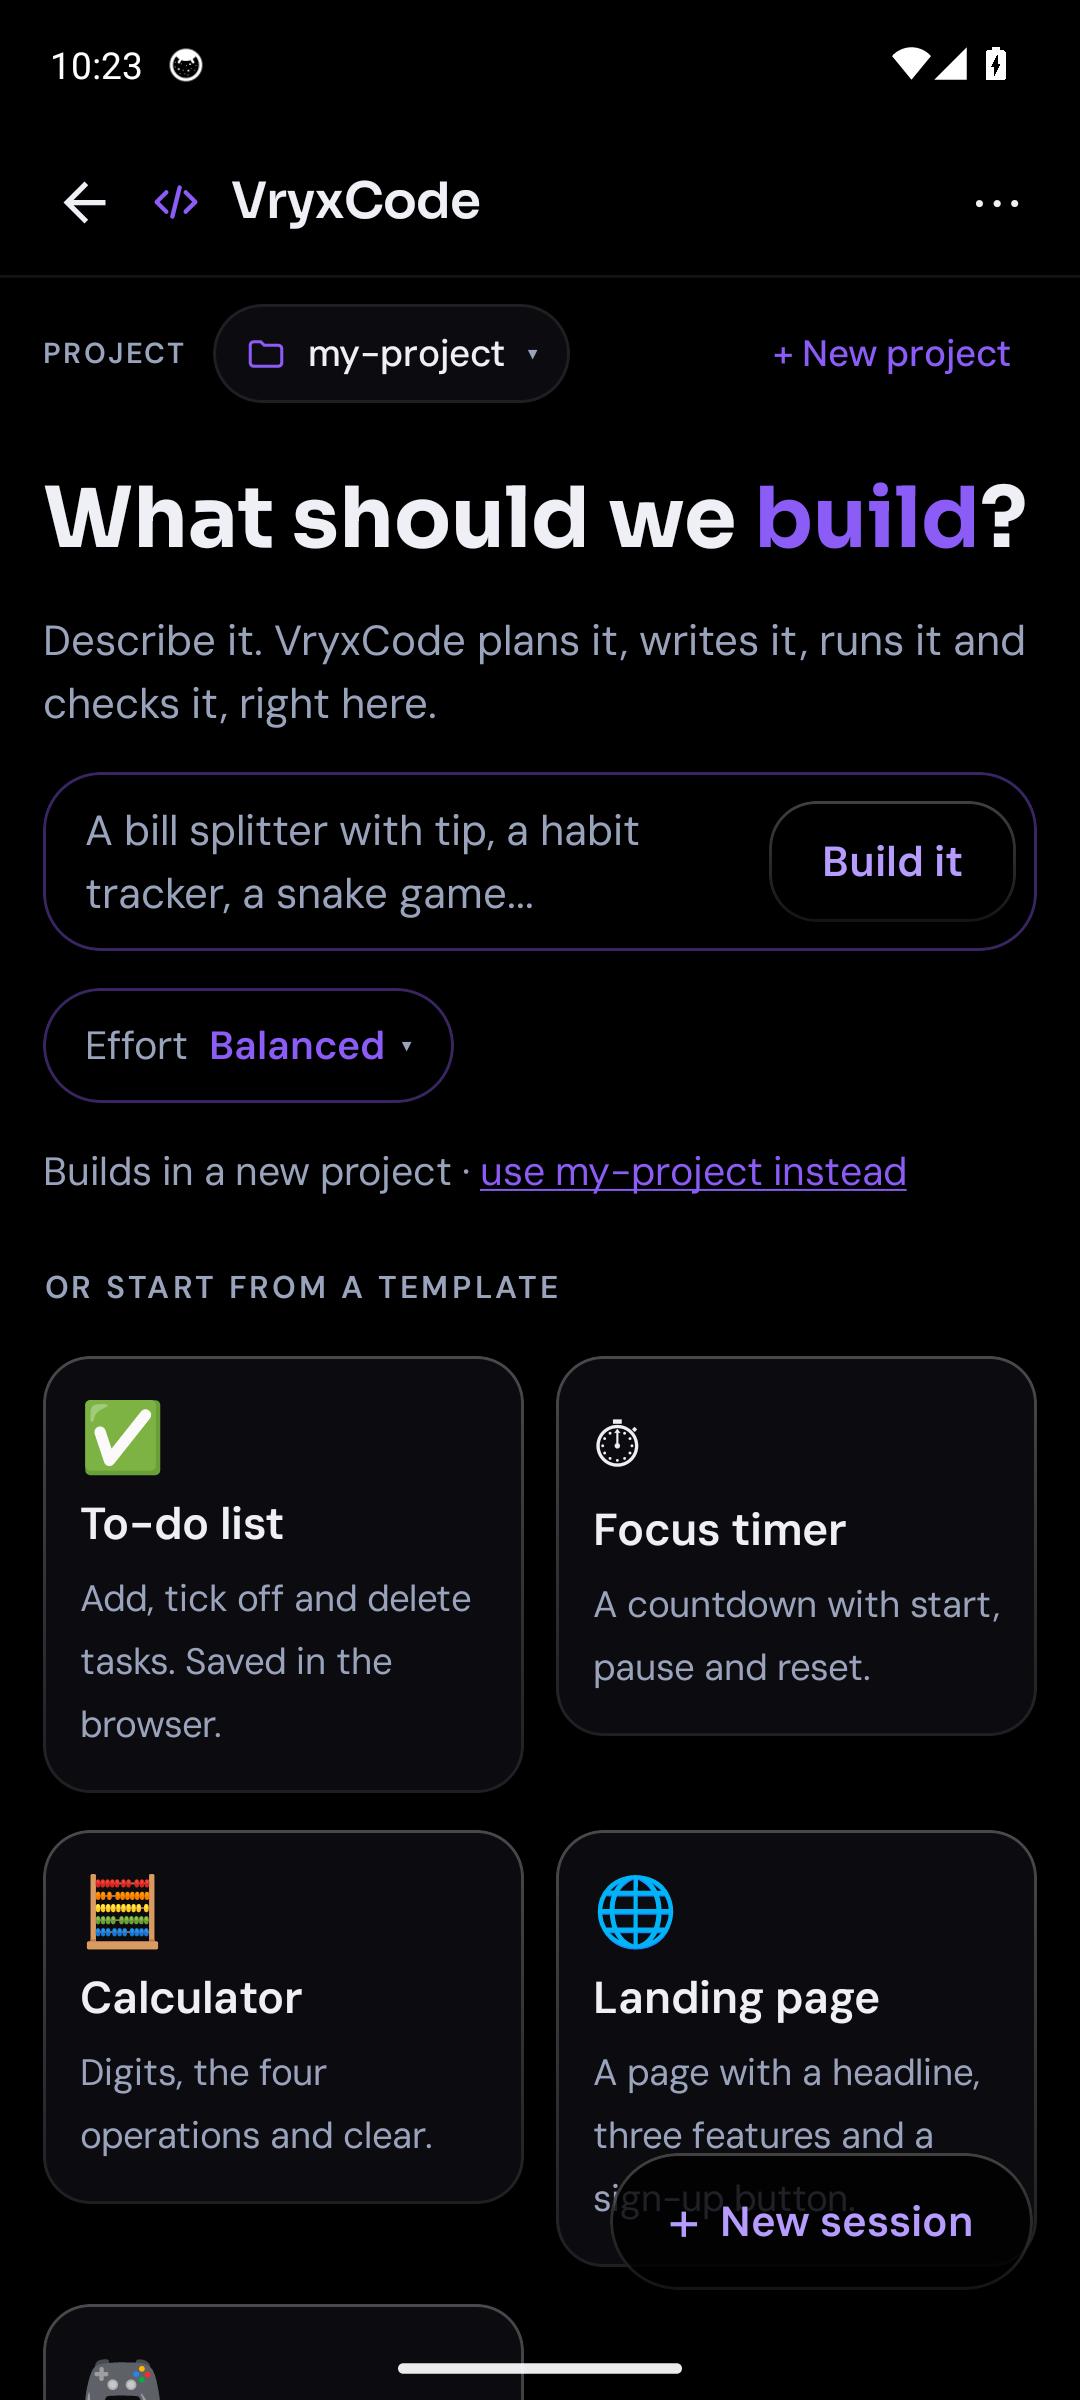 10:23
VryxCode
PROJECT
my-project
+ New project
What should we build?
Describe it. VryxCode plans it, writes it, runs it and
checks it, right here.
A bill splitter with tip, a habit
tracker, a snake game...
Build it
Effort Balanced
Builds in a new project · use my-project instead
OR START FROM A TEMPLATE
To-do list
Add, tick off and delete
tasks. Saved in the
browser.
Focus timer
A countdown with start,
pause and reset.
Calculator
Digits, the four
operations and clear.
Landing page
A page with a headline,
three features and a
sign-up button.
+ New session